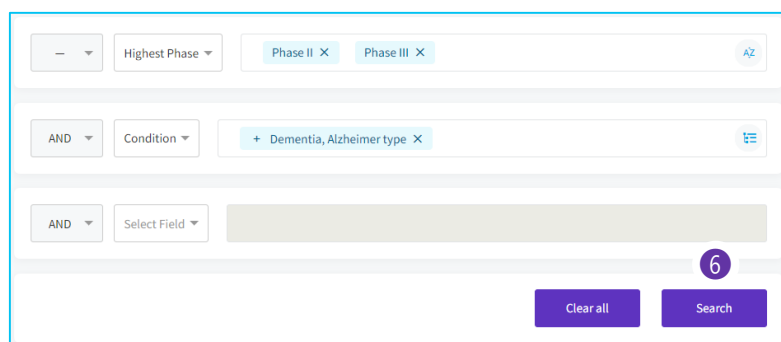 — Highest Phase Phase II × Phase III × AZ
AND Condition + Dementia, Alzheimer type ×
AND Select Field
6
Clear all Search